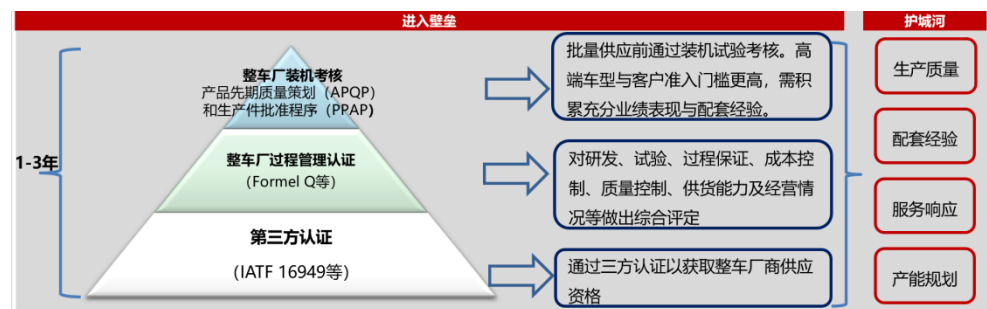 进入壁垒
护城河
1-3年
整车厂装机考核
产品先期质量策划（APQP）
和生产件批准程序（PPAP）
整车厂过程管理认证
（Formel Q等）
第三方认证
（IATF 16949等）
批量供应前通过装机试验考核。高
端车型与客户准入门槛更高，需积
累充分业绩表现与配套经验。
对研发、试验、过程保证、成本控
制、质量控制、供货能力及经营情
况等做出综合评定
通过三方认证以获取整车厂商供应
资格
生产质量
配套经验
服务响应
产能规划